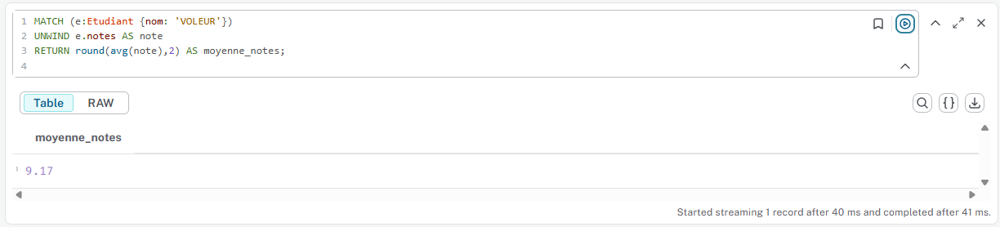 1 MATCH (e:Etudiant {nom: 'VOLEUR'})
2 UNWIND e.notes AS note
3 RETURN round(avg(note),2) AS moyenne_notes;
4
Table RAW
moyenne_notes
1 9.17
Started streaming 1 record after 40 ms and completed after 41 ms.